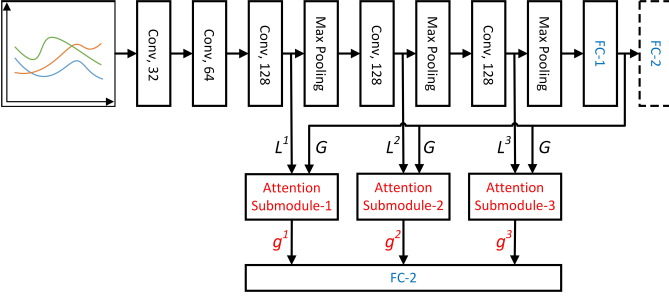 Conv, 32
Conv, 64
Conv, 128
Max Pooling
Conv, 128
Max Pooling
Conv, 128
Max Pooling
FC-1
FC-2
L¹
G
L²
G
L³
G
Attention
Submodule-1
Attention
Submodule-2
Attention
Submodule-3
g¹
g²
g³
FC-2